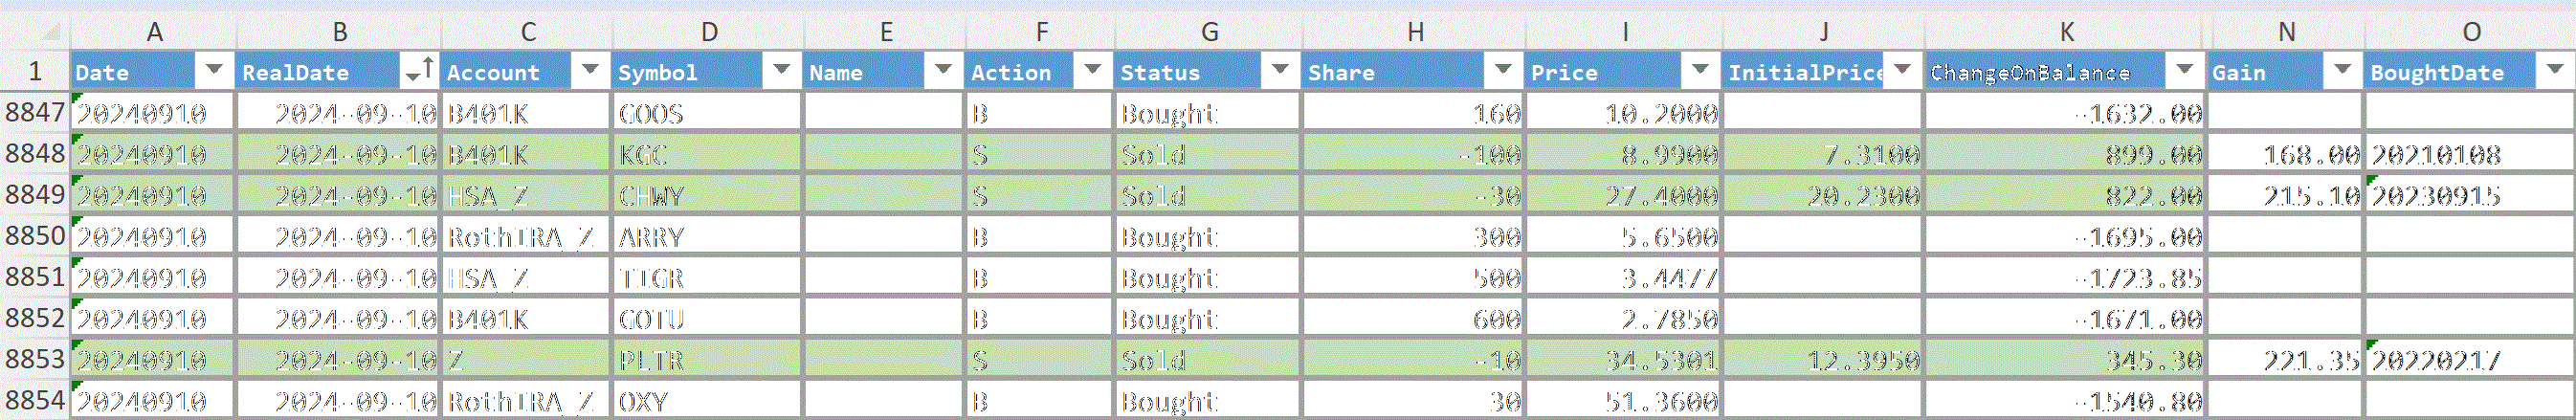 A B C D E F G H I J K N O
1 Date RealDate Account Symbol Name Action Status Share Price InitialPrice ChangeOnBalance Gain BoughtDate
8847 20240910 2024-09-10 B401K GOOS B Bought 160 10.2000 -1632.00
8848 20240910 2024-09-10 B401K KGC S Sold -100 8.9900 7.3100 899.00 168.00 20210108
8849 20240910 2024-09-10 HSA_Z CHWY S Sold -30 27.4000 20.2300 822.00 215.10 20230915
8850 20240910 2024-09-10 RothIRA_Z ARRY B Bought 300 5.6500 -1695.00
8851 20240910 2024-09-10 HSA_Z TIGR B Bought 500 3.4477 -1723.85
8852 20240910 2024-09-10 B401K GOTU B Bought 600 2.7850 -1671.00
8853 20240910 2024-09-10 Z PLTR S Sold -10 34.5301 12.3950 345.30 221.35 20220217
8854 20240910 2024-09-10 RothIRA_Z OXY B Bought 30 51.3600 -1540.80